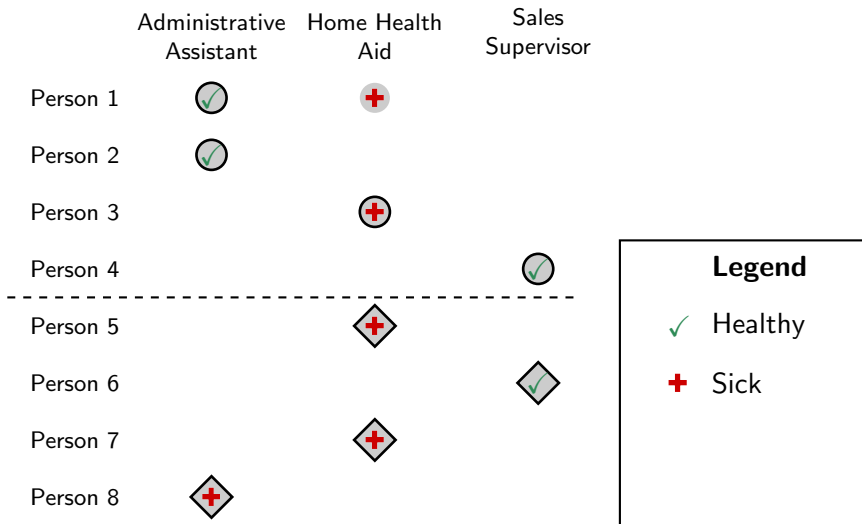 Administrative Assistant
Home Health Aid
Sales Supervisor
Person 1
Person 2
Person 3
Person 4
Person 5
Person 6
Person 7
Person 8
Legend
Healthy
Sick